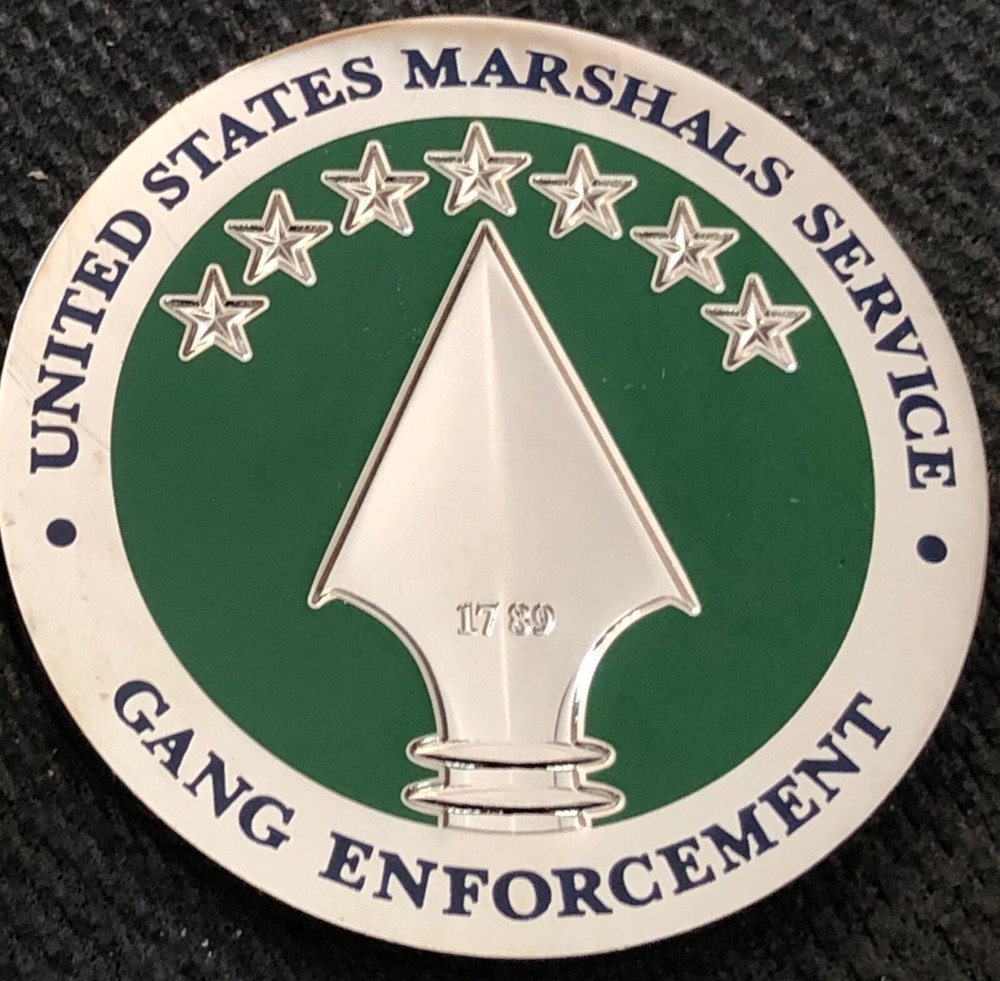 UNITED STATES MARSHALS SERVICE
1789
• GANG ENFORCEMENT •